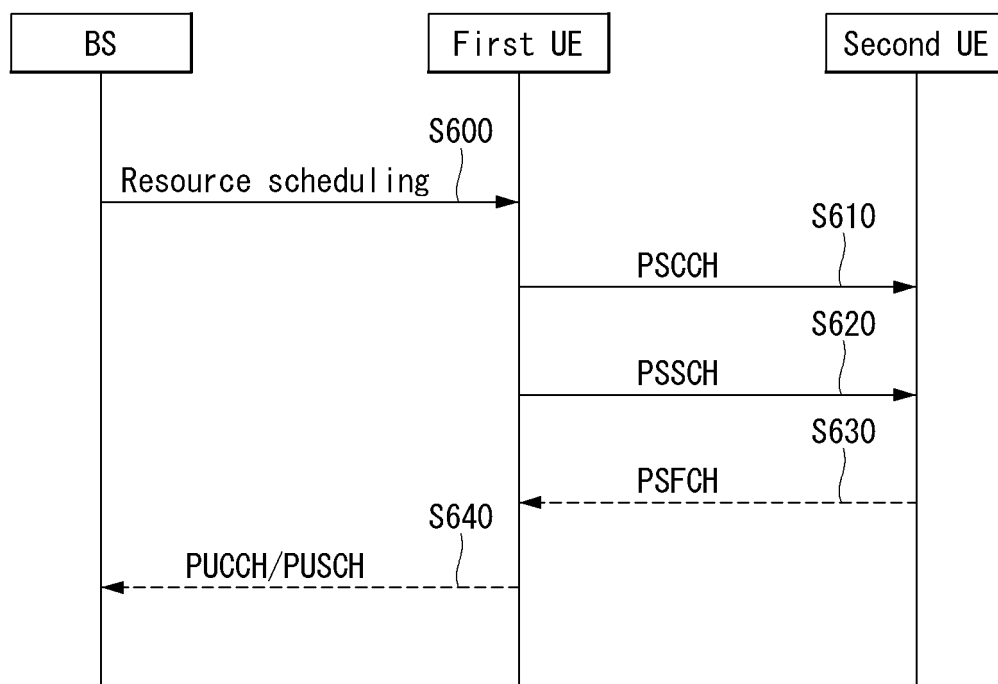 BS
First UE
Second UE
S600
Resource scheduling
S610
PSCCH
S620
PSSCH
S630
PSFCH
S640
PUCCH/PUSCH